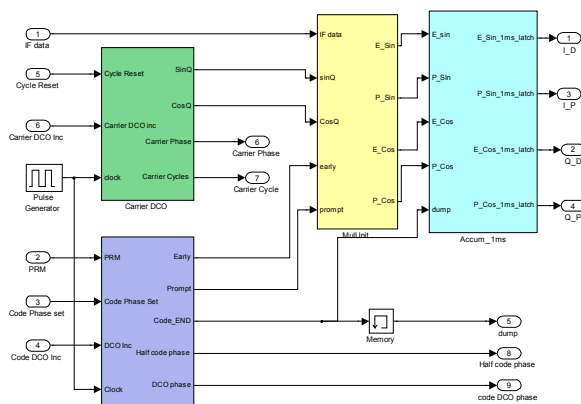 1
IF data
5
Cycle Reset
6
Carrier DCO Inc
Pulse
Generator
2
PRM
3
Code Phase set
4
Code DCO Inc
Cycle Reset
Carrier DCO inc
clock
SinQ
CosQ
Carrier Phase
Carrier Cycles
Carrier DCO
6
Carrier Phase
7
Carrier Cycle
PRM
Code Phase Set
DCO Inc
Clock
Early
Prompt
Code_END
Half code phase
DCO phase
IF data
sinQ
CosQ
early
prompt
E_Sin
P_Sin
E_Cos
P_Cos
E_sin
P_SIn
E_Cos
P_Cos
dump
E_Sin_1ms_latch
P_Sin_1ms_latch
E_Cos_1ms_latch
P_Cos_1ms_latch
Accum_1ms
1
I_D
3
I_P
2
Q_D
4
Q_P
Memory
5
dump
8
Half code phase
9
code DCO phase